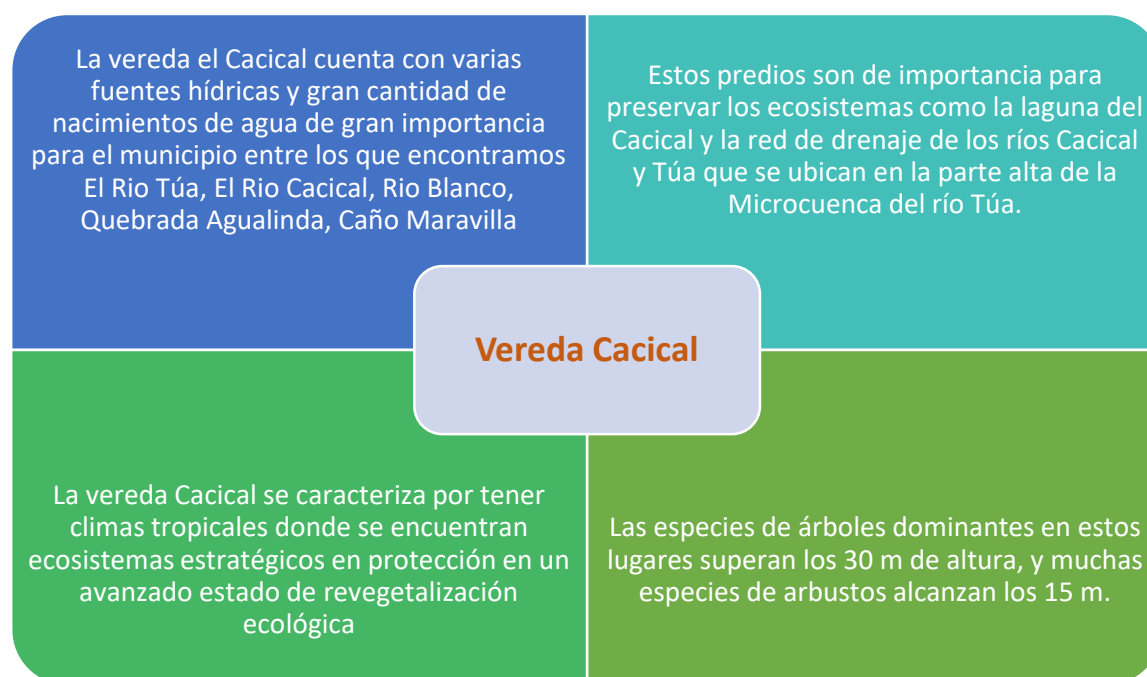 La vereda el Cacical cuenta con varias
fuentes hídricas y gran cantidad de
nacimientos de agua de gran importancia
para el municipio entre los que encontramos
El Rio Túa, El Rio Cacical, Rio Blanco,
Quebrada Agualinda, Caño Maravilla
Estos predios son de importancia para
preservar los ecosistemas como la laguna del
Cacical y la red de drenaje de los ríos Cacical
y Túa que se ubican en la parte alta de la
Microcuenca del río Túa.
Vereda Cacical
La vereda Cacical se caracteriza por tener
climas tropicales donde se encuentran
ecosistemas estratégicos en protección en un
avanzado estado de revegetalización
ecológica
Las especies de árboles dominantes en estos
lugares superan los 30 m de altura, y muchas
especies de arbustos alcanzan los 15 m.